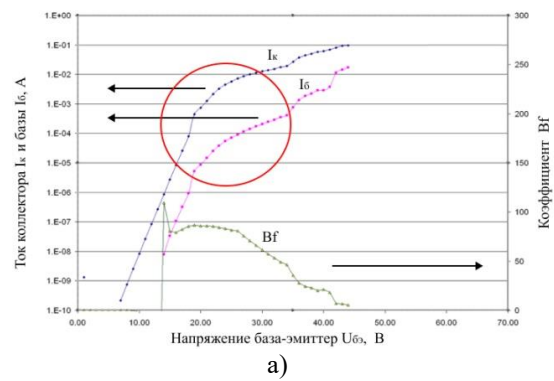 1.E+00
1.E-01
1.E-02
1.E-03
1.E-04
1.E-05
1.E-06
1.E-07
1.E-08
1.E-09
1.E-10
Ток коллектора Iк и базы Iб, А
Iк
Iб
Bf
300
250
200
150
100
50
0
Коэффициент Bf
0.00 10.00 20.00 30.00 40.00 50.00 60.00 70.00
Напряжение база-эмиттер Uбэ, В
а)